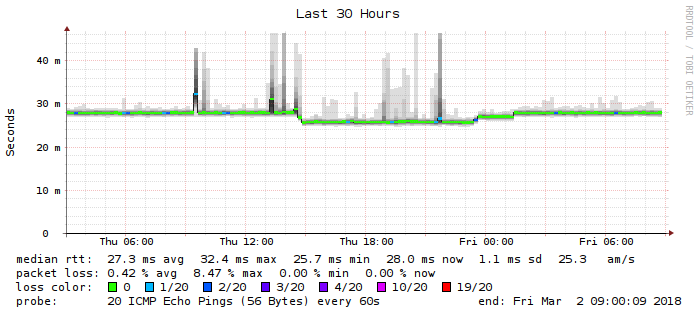 Last 30 Hours
RRDTOOL / TOBI OETIKER
Seconds
40 m
30 m
20 m
10 m
0
Thu 06:00 Thu 12:00 Thu 18:00 Fri 00:00 Fri 06:00
median rtt: 27.3 ms avg 32.4 ms max 25.7 ms min 28.0 ms now 1.1 ms sd 25.3 am/s
packet loss: 0.42 % avg 8.47 % max 0.00 % min 0.00 % now
loss color: 0 1/20 2/20 3/20 4/20 10/20 19/20
probe: 20 ICMP Echo Pings (56 Bytes) every 60s end: Fri Mar 2 09:00:09 2018